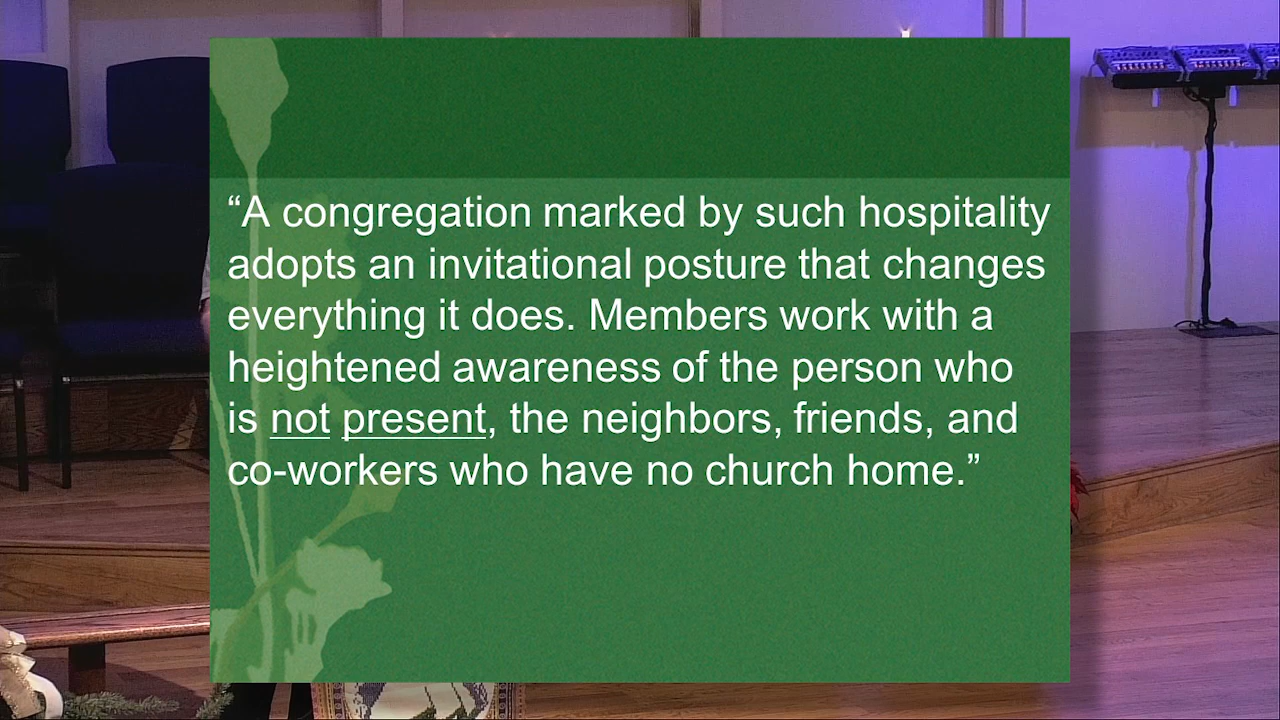 “A congregation marked by such hospitality
adopts an invitational posture that changes
everything it does. Members work with a
heightened awareness of the person who
is not present, the neighbors, friends, and
co-workers who have no church home.”